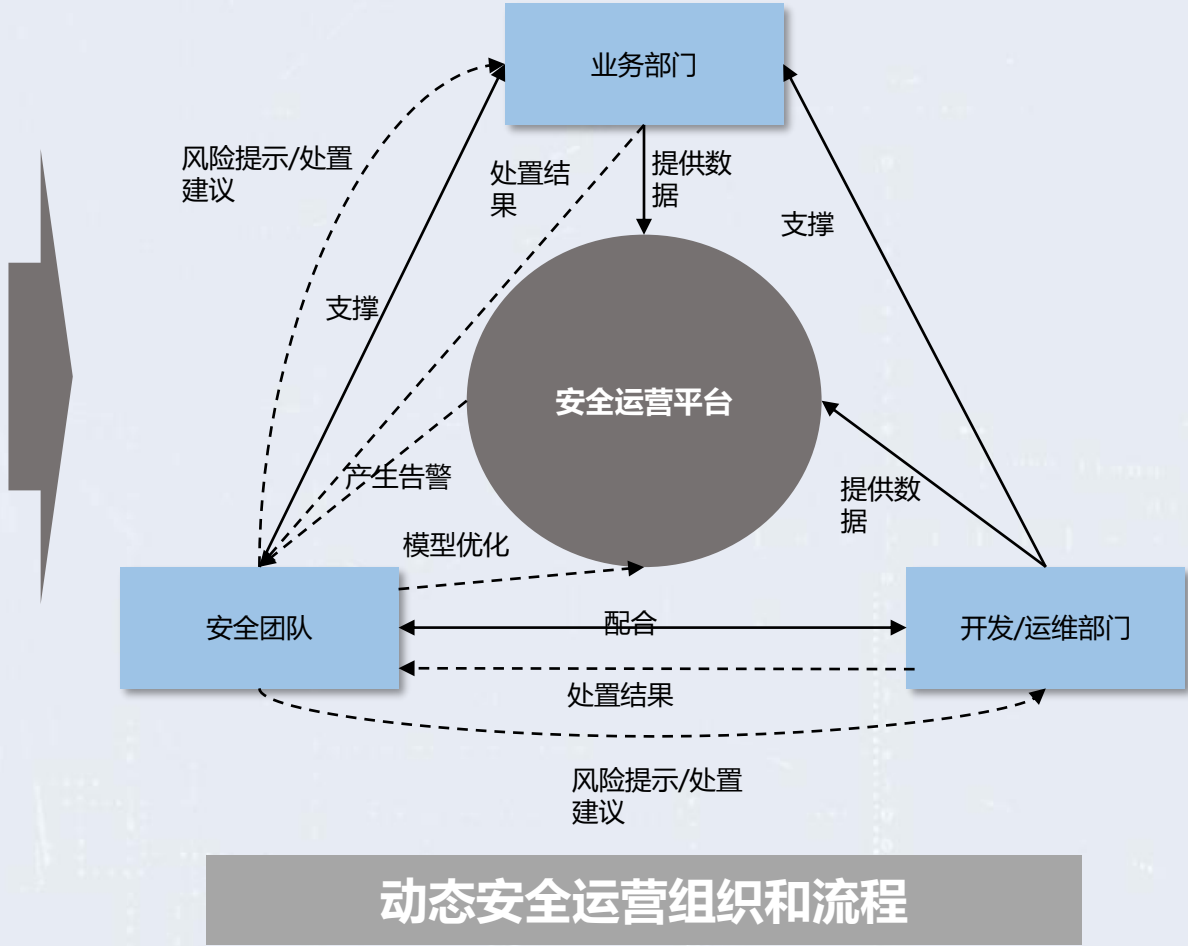 业务部门
风险提示/处置
建议
处置结
果
提供数
据
支撑
支撑
安全运营平台
产生告警
提供数
据
模型优化
安全团队
配合
开发/运维部门
处置结果
风险提示/处置
建议
动态安全运营组织和流程